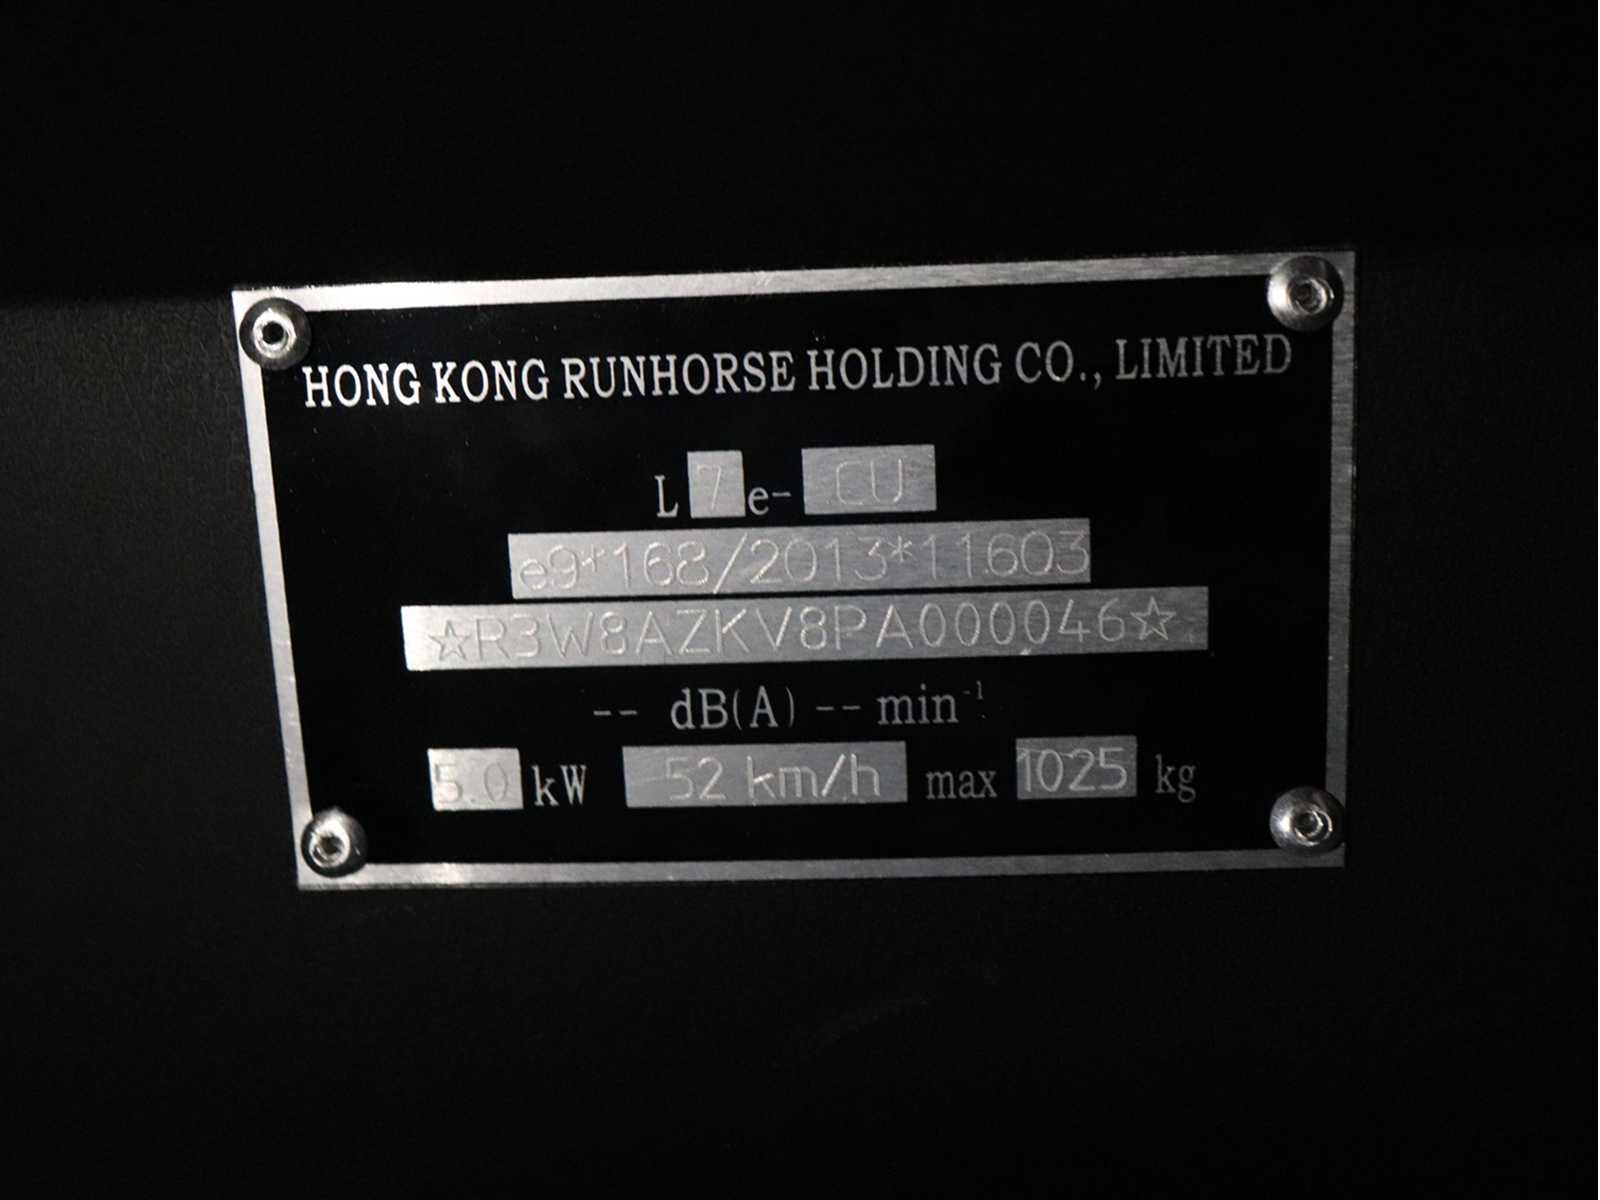 HONG KONG RUNHORSE HOLDING CO., LIMITED
L 7 e- CU
e9*168/2013*11603
☆R3W8AZKV8PA000046☆
-- dB(A) -- min⁻¹
5.0 kW 52 km/h max 1025 kg